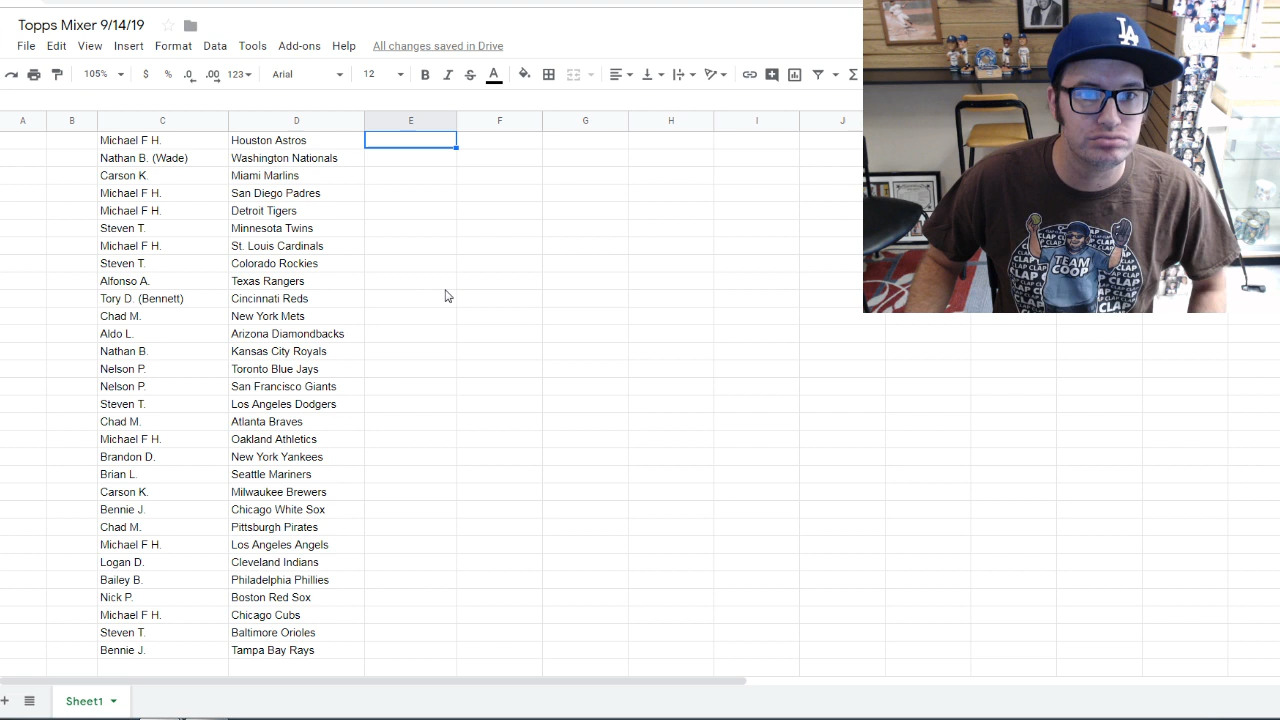 Topps Mixer 9/14/19
File Edit View Insert Format Data Tools Add-ons Help All changes saved in Drive
105% $ % .0 .00 123 Arial 12 B I S A
A B C D E F G H I J
Michael F H. Houston Astros
Nathan B. (Wade) Washington Nationals
Carson K. Miami Marlins
Michael F H. San Diego Padres
Michael F H. Detroit Tigers
Steven T. Minnesota Twins
Michael F H. St. Louis Cardinals
Steven T. Colorado Rockies
Alfonso A. Texas Rangers
Tory D. (Bennett) Cincinnati Reds
Chad M. New York Mets
Aldo L. Arizona Diamondbacks
Nathan B. Kansas City Royals
Nelson P. Toronto Blue Jays
Nelson P. San Francisco Giants
Steven T. Los Angeles Dodgers
Chad M. Atlanta Braves
Michael F H. Oakland Athletics
Brandon D. New York Yankees
Brian L. Seattle Mariners
Carson K. Milwaukee Brewers
Bennie J. Chicago White Sox
Chad M. Pittsburgh Pirates
Michael F H. Los Angeles Angels
Logan D. Cleveland Indians
Bailey B. Philadelphia Phillies
Nick P. Boston Red Sox
Michael F H. Chicago Cubs
Steven T. Baltimore Orioles
Bennie J. Tampa Bay Rays
Sheet1
LA
CLAP CLAP
CLAP CLAP
CLAP
TEAM
COOP
CLAP
CLAP
CLAP